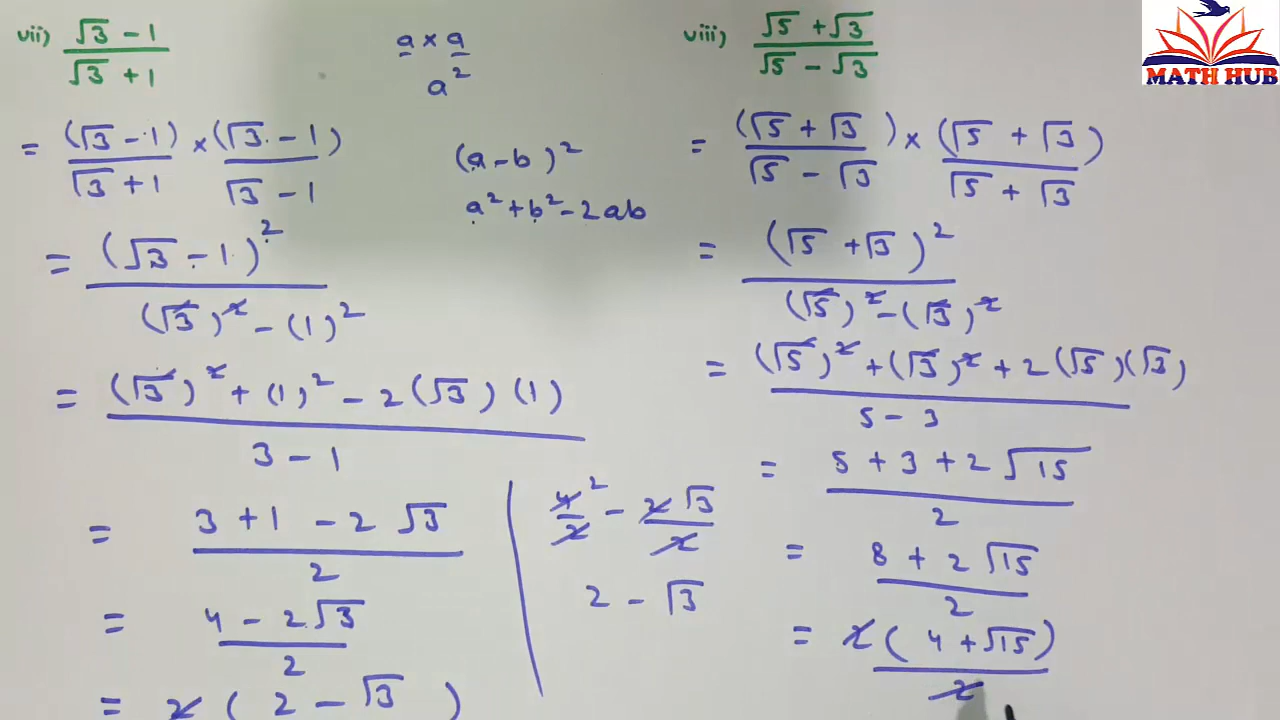 vii) (√3 - 1)/(√3 + 1)
= (√3 - 1)/(√3 + 1) × (√3 - 1)/(√3 - 1)
= (√3 - 1)²/((√3)² - (1)²)
= ((√3)² + (1)² - 2(√3)(1))/(3 - 1)
= (3 + 1 - 2√3)/2
= (4 - 2√3)/2
= 2(2 - √3)
a × a
a²
(a - b)²
a² + b² - 2ab
4²/2 - 2√3/2
2 - √3
viii) (√5 + √3)/(√5 - √3)
= (√5 + √3)/(√5 - √3) × (√5 + √3)/(√5 + √3)
= (√5 + √3)²/((√5)² - (√3)²)
= ((√5)² + (√3)² + 2(√5)(√3))/(5 - 3)
= (5 + 3 + 2√15)/2
= (8 + 2√15)/2
= 2(4 + √15)/2
MATH HUB